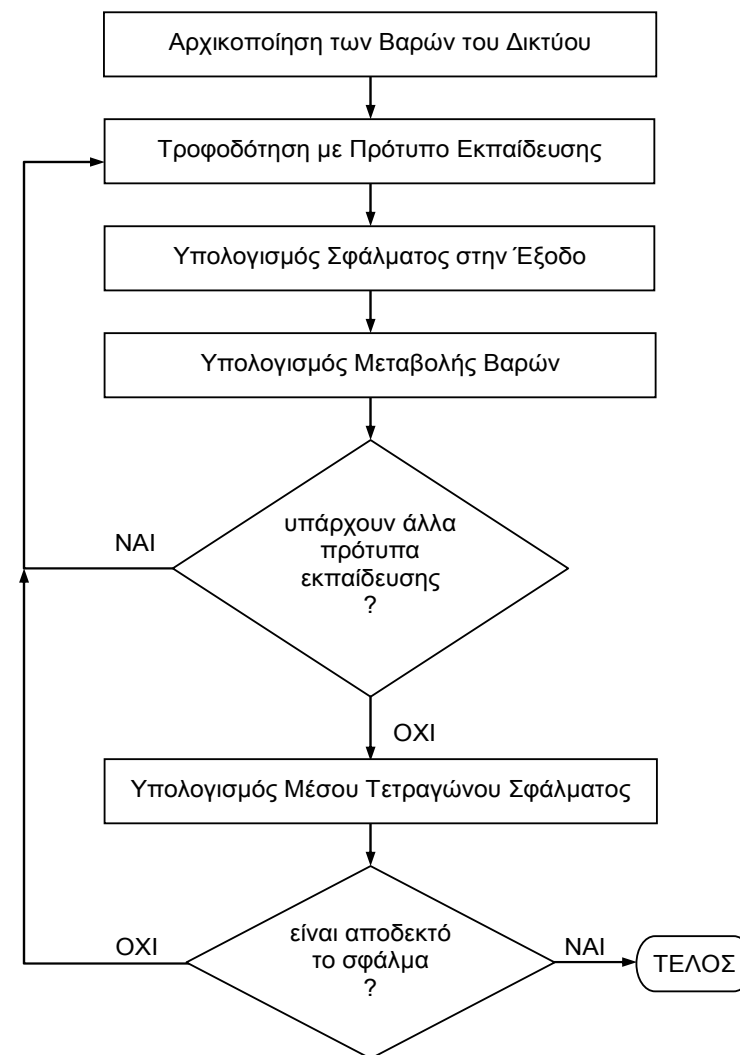 Αρχικοποίηση των Βαρών του Δικτύου
Τροφοδότηση με Πρότυπο Εκπαίδευσης
Υπολογισμός Σφάλματος στην Έξοδο
Υπολογισμός Μεταβολής Βαρών
υπάρχουν άλλα
πρότυπα
εκπαίδευσης
?
ΝΑΙ
ΟΧΙ
Υπολογισμός Μέσου Τετραγώνου Σφάλματος
είναι αποδεκτό
το σφάλμα
?
ΟΧΙ
ΝΑΙ
ΤΕΛΟΣ